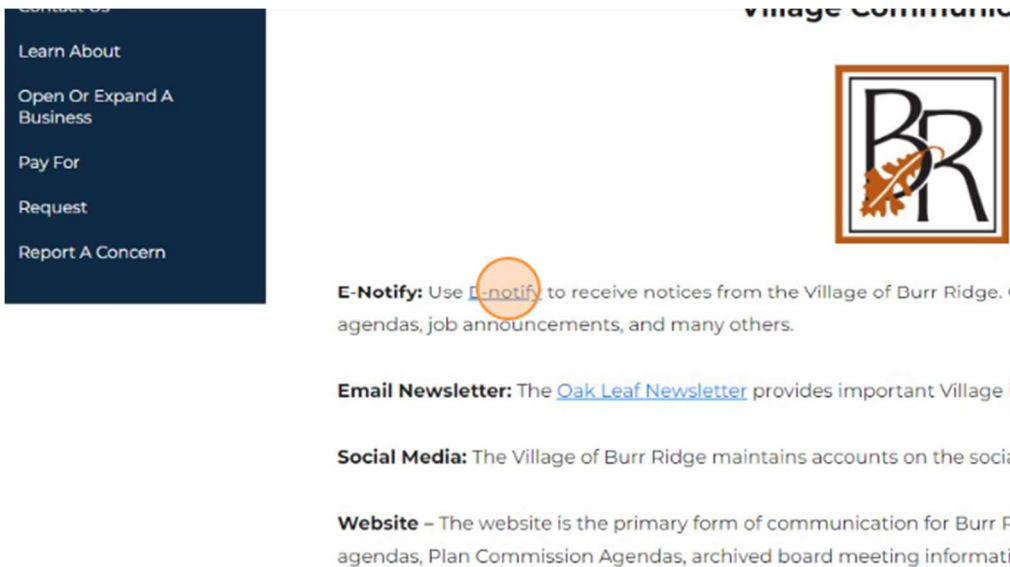 Contact Us
Learn About
Open Or Expand A
Business
Pay For
Request
Report A Concern
Village
BR
E-Notify: Use E-notify to receive notices from the Village of Burr Ridge.
agendas, job announcements, and many others.
Email Newsletter: The Oak Leaf Newsletter provides important Village
Social Media: The Village of Burr Ridge maintains accounts on the
Website – The website is the primary form of communication for Burr
agendas, Plan Commission Agendas, archived board meeting